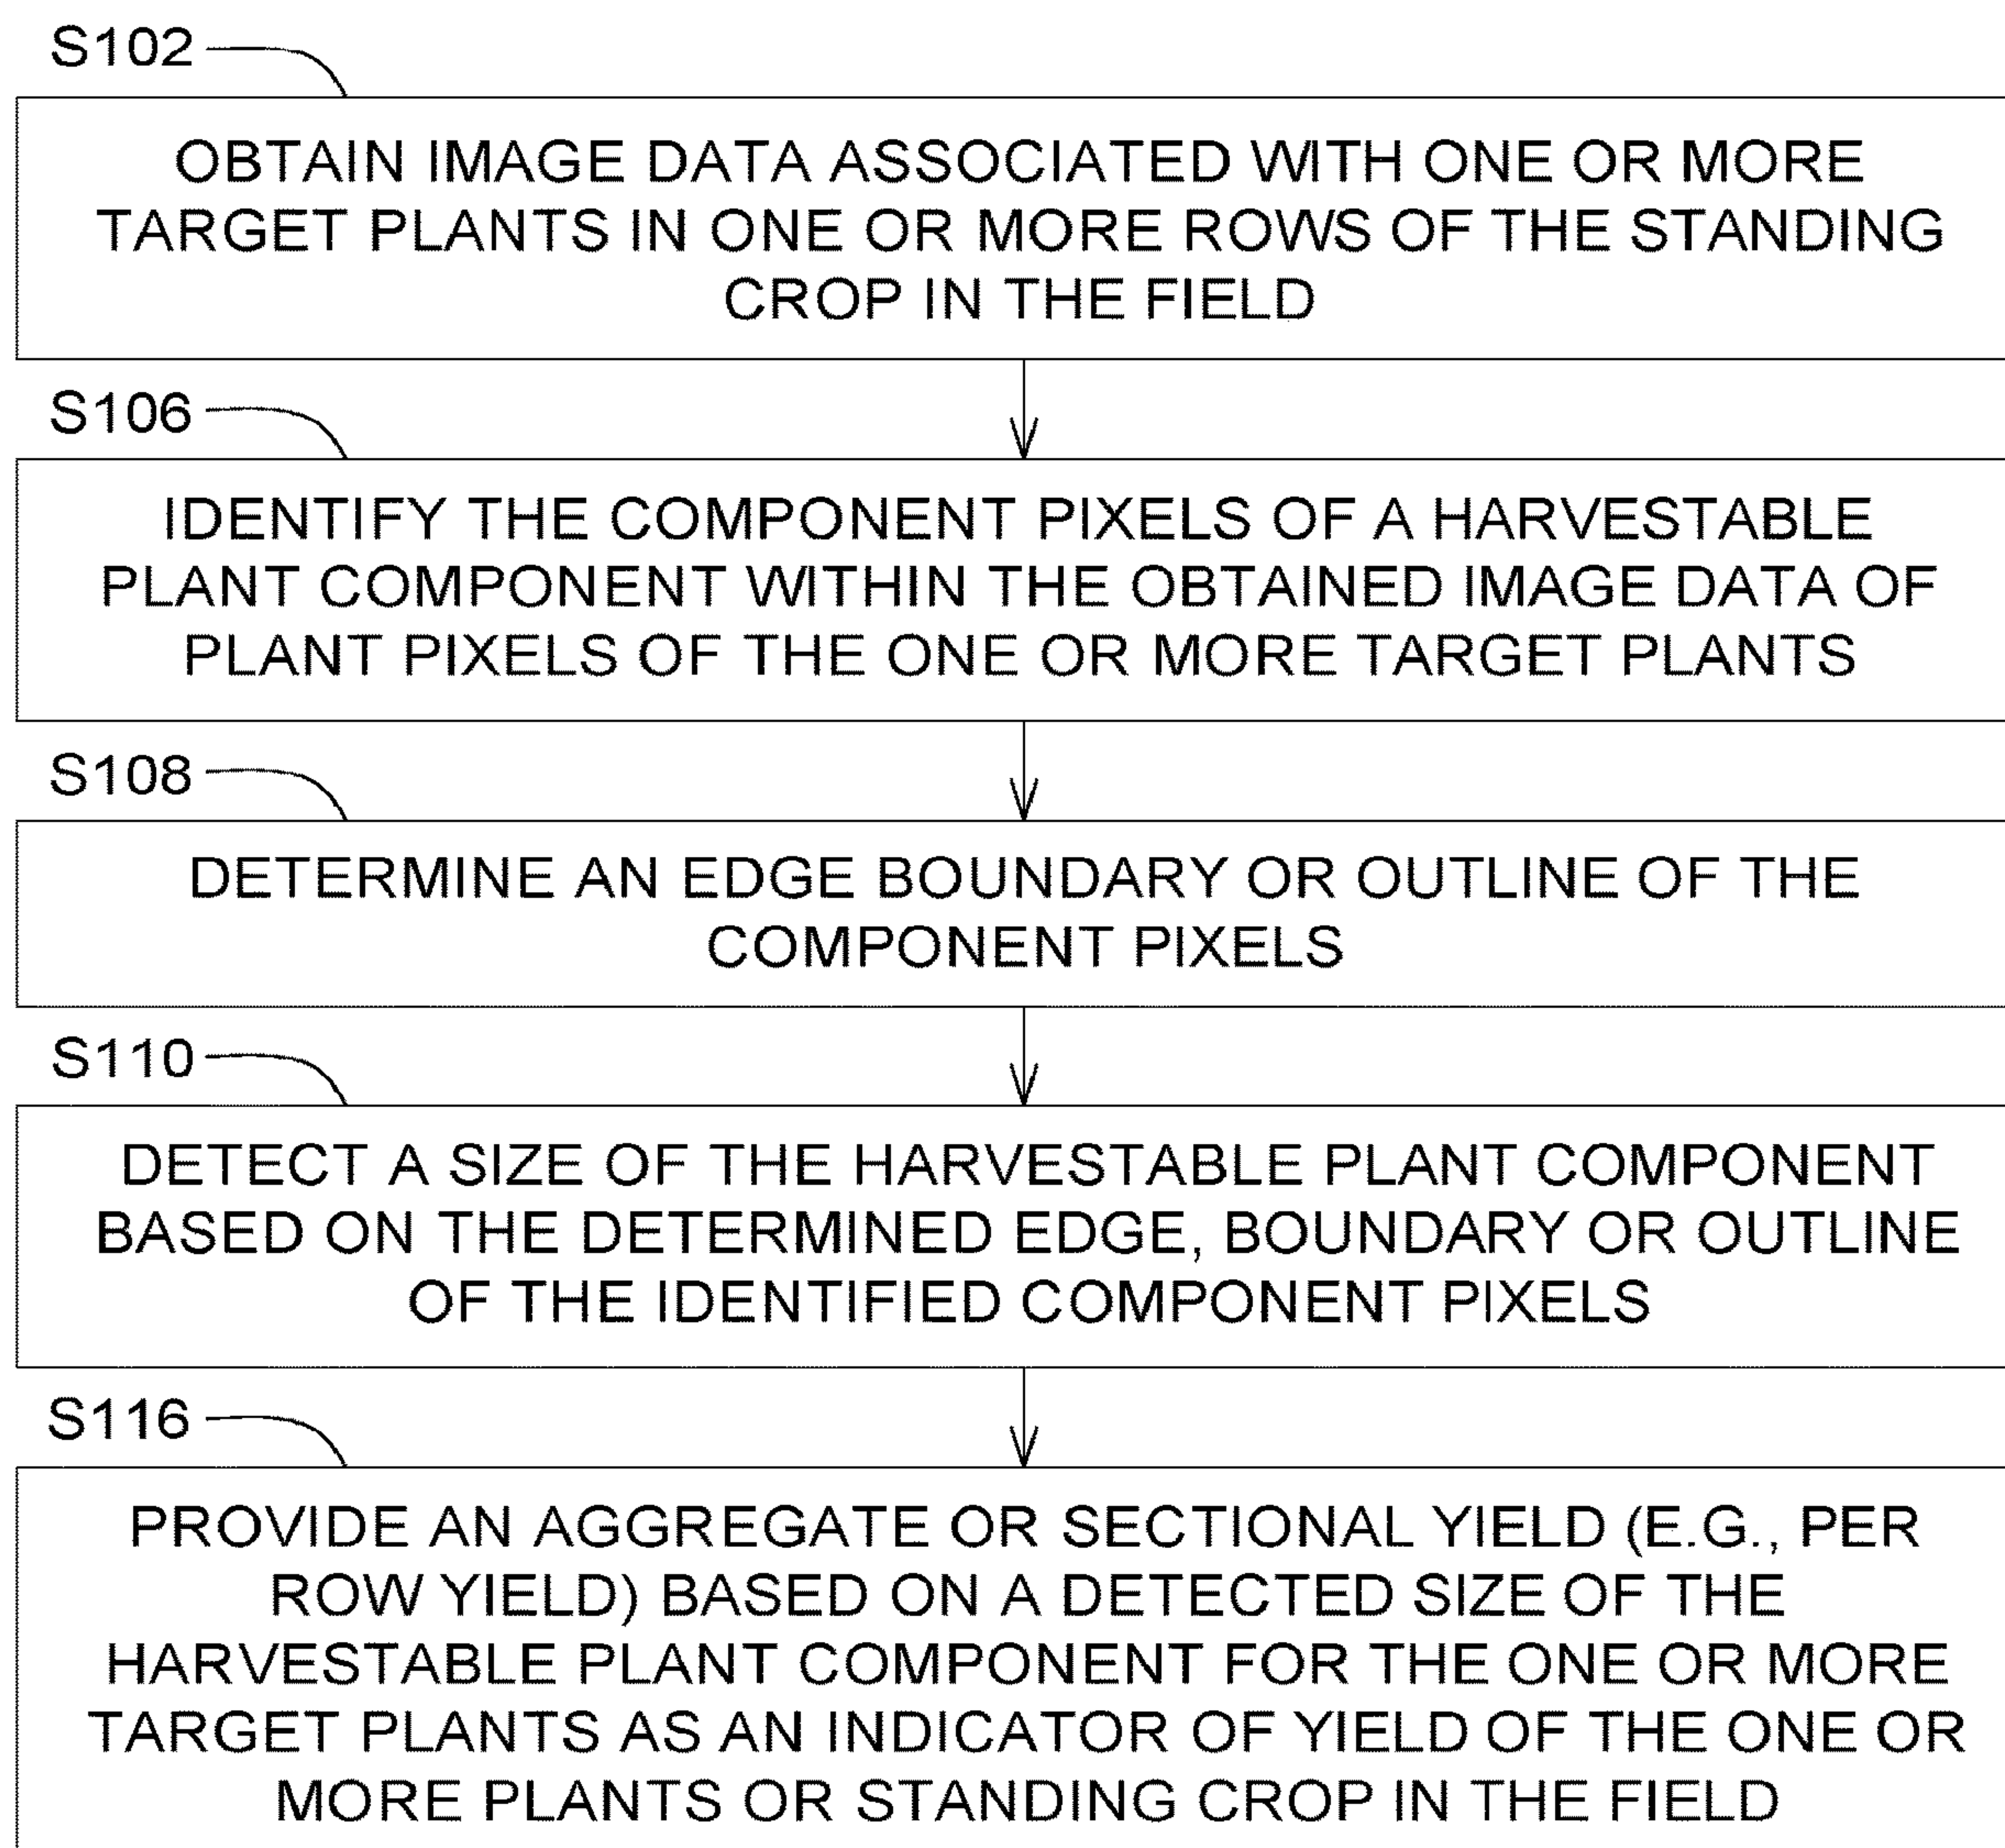 S102
OBTAIN IMAGE DATA ASSOCIATED WITH ONE OR MORE
TARGET PLANTS IN ONE OR MORE ROWS OF THE STANDING
CROP IN THE FIELD
S106
IDENTIFY THE COMPONENT PIXELS OF A HARVESTABLE
PLANT COMPONENT WITHIN THE OBTAINED IMAGE DATA OF
PLANT PIXELS OF THE ONE OR MORE TARGET PLANTS
S108
DETERMINE AN EDGE BOUNDARY OR OUTLINE OF THE
COMPONENT PIXELS
S110
DETECT A SIZE OF THE HARVESTABLE PLANT COMPONENT
BASED ON THE DETERMINED EDGE, BOUNDARY OR OUTLINE
OF THE IDENTIFIED COMPONENT PIXELS
S116
PROVIDE AN AGGREGATE OR SECTIONAL YIELD (E.G., PER
ROW YIELD) BASED ON A DETECTED SIZE OF THE
HARVESTABLE PLANT COMPONENT FOR THE ONE OR MORE
TARGET PLANTS AS AN INDICATOR OF YIELD OF THE ONE OR
MORE PLANTS OR STANDING CROP IN THE FIELD